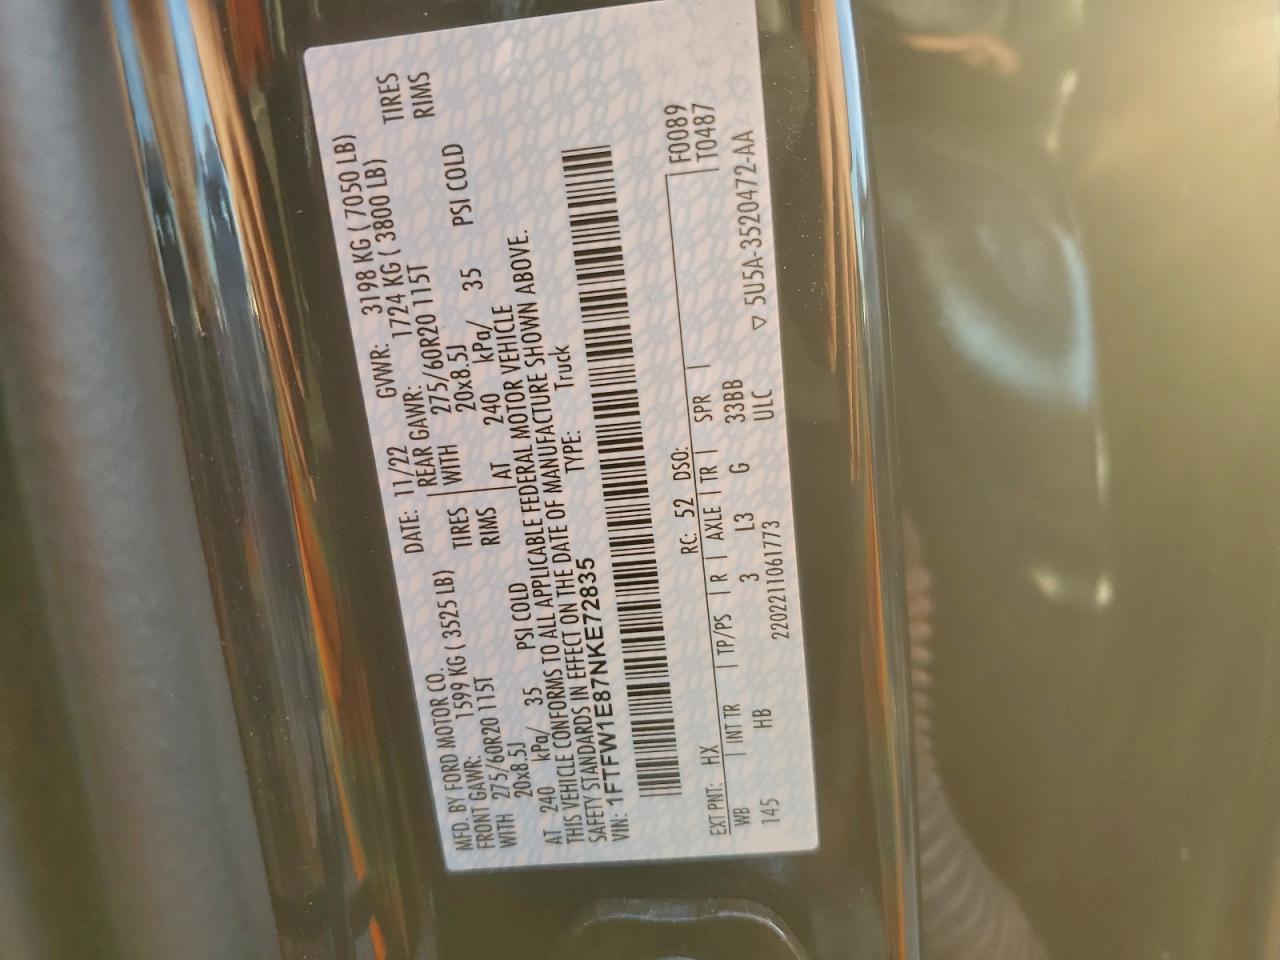 MFD. BY FORD MOTOR CO.
DATE: 11/22 GVWR: 3198 KG ( 7050 LB)
FRONT GAWR: 1599 KG ( 3525 LB) REAR GAWR: 1724 KG ( 3800 LB)
WITH 275/60R20 115T TIRES WITH 275/60R20 115T TIRES
20x8.5J RIMS 20x8.5J RIMS
AT 240 kPa/ 35 PSI COLD AT 240 kPa/ 35 PSI COLD
THIS VEHICLE CONFORMS TO ALL APPLICABLE FEDERAL MOTOR VEHICLE
SAFETY STANDARDS IN EFFECT ON THE DATE OF MANUFACTURE SHOWN ABOVE.
VIN: 1FTFW1E87NKE72835 TYPE: Truck
EXT PNT: HX RC: 52 DSO: F0089
WB INT TR TP/PS R AXLE TR SPR T0487
145 HB 3 L3 G 33BB
2202211061773 ULC ▽ 5U5A-3520472-AA